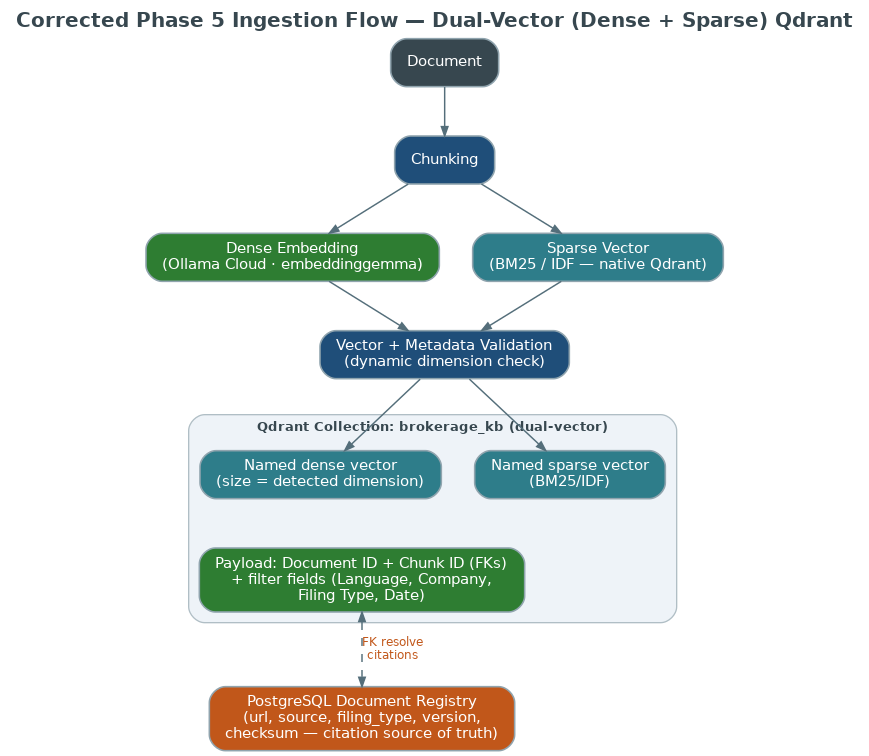 Corrected Phase 5 Ingestion Flow — Dual-Vector (Dense + Sparse) Qdrant
Document
Chunking
Dense Embedding
(Ollama Cloud · embeddinggemma)
Sparse Vector
(BM25 / IDF — native Qdrant)
Vector + Metadata Validation
(dynamic dimension check)
Qdrant Collection: brokerage_kb (dual-vector)
Named dense vector
(size = detected dimension)
Named sparse vector
(BM25/IDF)
Payload: Document ID + Chunk ID (FKs)
+ filter fields (Language, Company,
Filing Type, Date)
FK resolve
citations
PostgreSQL Document Registry
(url, source, filing_type, version,
checksum — citation source of truth)